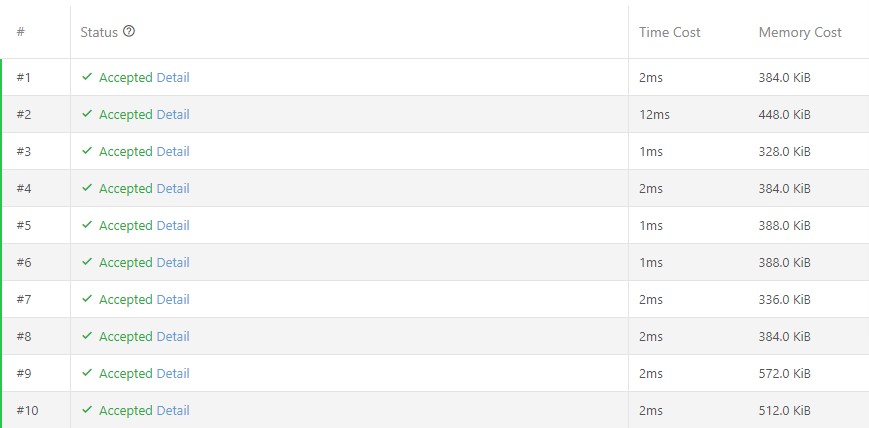 # Status Time Cost Memory Cost
#1 Accepted Detail 2ms 384.0 KiB
#2 Accepted Detail 12ms 448.0 KiB
#3 Accepted Detail 1ms 328.0 KiB
#4 Accepted Detail 2ms 384.0 KiB
#5 Accepted Detail 1ms 388.0 KiB
#6 Accepted Detail 1ms 388.0 KiB
#7 Accepted Detail 2ms 336.0 KiB
#8 Accepted Detail 2ms 384.0 KiB
#9 Accepted Detail 2ms 572.0 KiB
#10 Accepted Detail 2ms 512.0 KiB